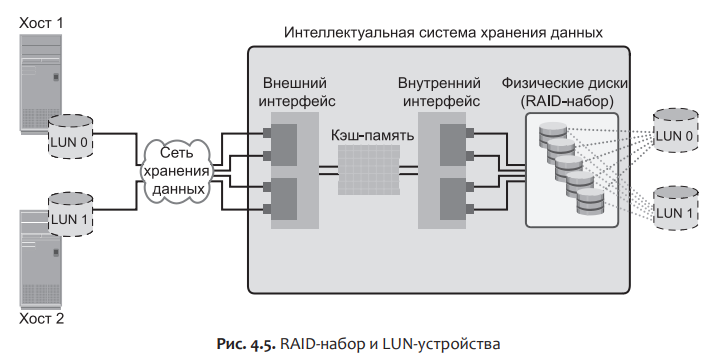 Хост 1
Интеллектуальная система хранения данных
Внешний
интерфейс
Внутренний
интерфейс
Физические диски
(RAID-набор)
Кэш-память
LUN 0
Сеть
хранения
данных
LUN 0
LUN 1
LUN 1
Хост 2
Рис. 4.5. RAID-набор и LUN-устройства